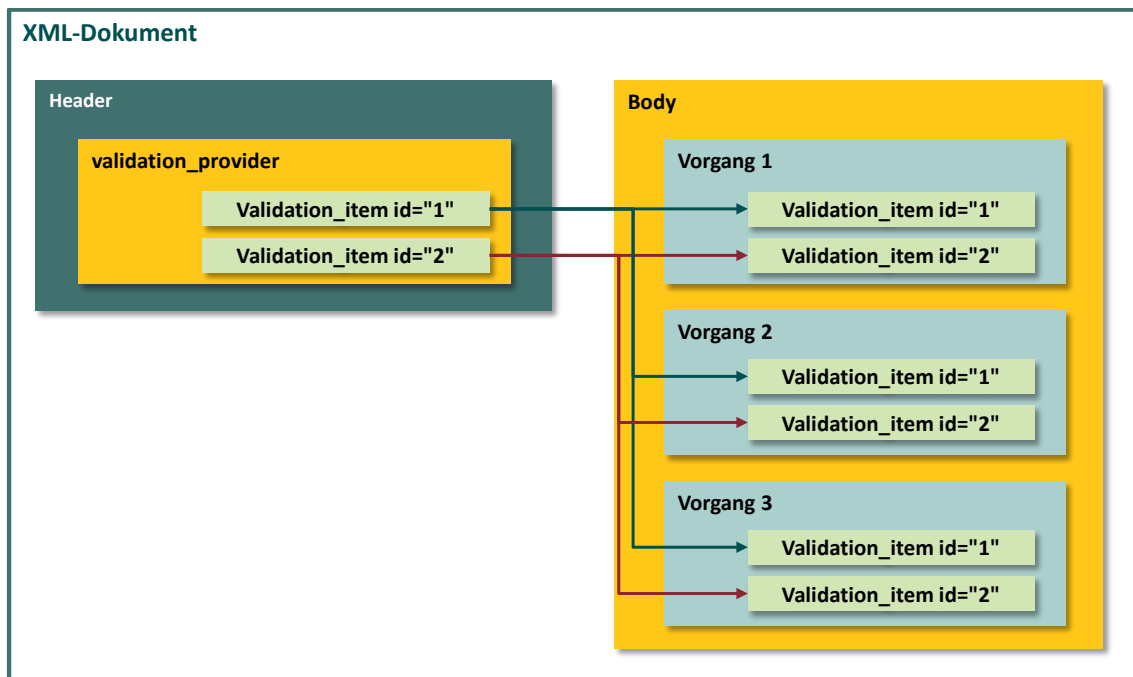 XML-Dokument
Header
validation_provider
Validation_item id="1"
Validation_item id="2"
Body
Vorgang 1
Validation_item id="1"
Validation_item id="2"
Vorgang 2
Validation_item id="1"
Validation_item id="2"
Vorgang 3
Validation_item id="1"
Validation_item id="2"